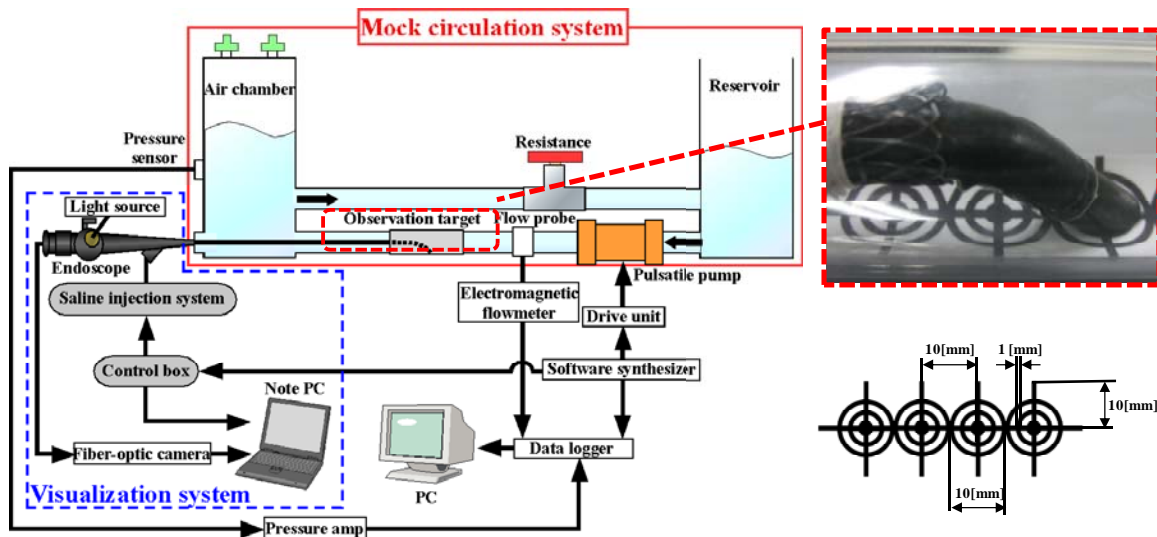 Mock circulation system
Air chamber
Reservoir
Pressure
sensor
Resistance
Light source
Observation target
Flow probe
Endoscope
Pulsatile pump
Saline injection system
Electromagnetic
flowmeter
Drive unit
Control box
Software synthesizer
Note PC
Fiber-optic camera
Data logger
Visualization system
PC
Pressure amp
10[mm]
1 [mm]
10[mm]
10[mm]